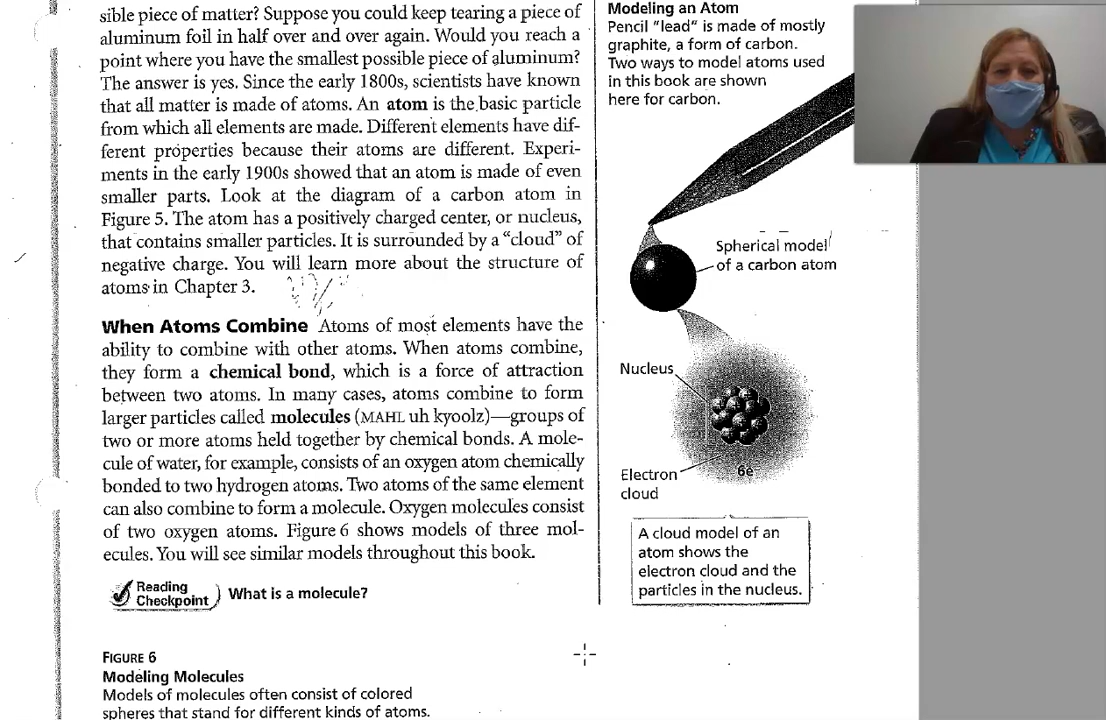 sible piece of matter? Suppose you could keep tearing a piece of
aluminum foil in half over and over again. Would you reach a
point where you have the smallest possible piece of aluminum?
The answer is yes. Since the early 1800s, scientists have known
that all matter is made of atoms. An atom is the basic particle
from which all elements are made. Different elements have dif-
ferent properties because their atoms are different. Experi-
ments in the early 1900s showed that an atom is made of even
smaller parts. Look at the diagram of a carbon atom in
Figure 5. The atom has a positively charged center, or nucleus,
that contains smaller particles. It is surrounded by a “cloud” of
negative charge. You will learn more about the structure of
atoms in Chapter 3.
When Atoms Combine Atoms of most elements have the
ability to combine with other atoms. When atoms combine,
they form a chemical bond, which is a force of attraction
between two atoms. In many cases, atoms combine to form
larger particles called molecules (MAHL uh kyoolz)—groups of
two or more atoms held together by chemical bonds. A mole-
cule of water, for example, consists of an oxygen atom chemically
bonded to two hydrogen atoms. Two atoms of the same element
can also combine to form a molecule. Oxygen molecules consist
of two oxygen atoms. Figure 6 shows models of three mol-
ecules. You will see similar models throughout this book.
Reading
Checkpoint
What is a molecule?
FIGURE 6
Modeling Molecules
Models of molecules often consist of colored
spheres that stand for different kinds of atoms.
Modeling an Atom
Pencil "lead" is made of mostly
graphite, a form of carbon.
Two ways to model atoms used
in this book are shown
here for carbon.
Spherical model
of a carbon atom
Nucleus
Electron
cloud
6e
A cloud model of an
atom shows the
electron cloud and the
particles in the nucleus.